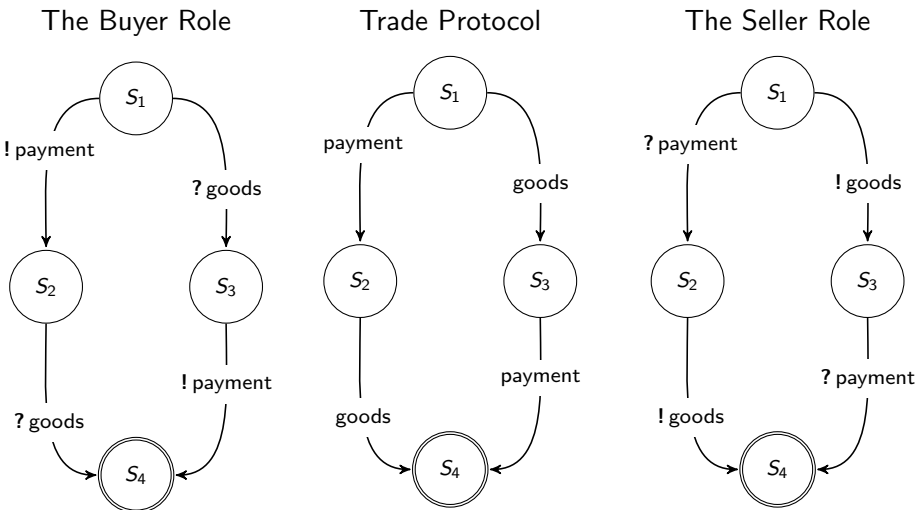 The Buyer Role
S1
! payment
? goods
S2
S3
! payment
? goods
S4
Trade Protocol
S1
payment
goods
S2
S3
payment
goods
S4
The Seller Role
S1
? payment
! goods
S2
S3
? payment
! goods
S4